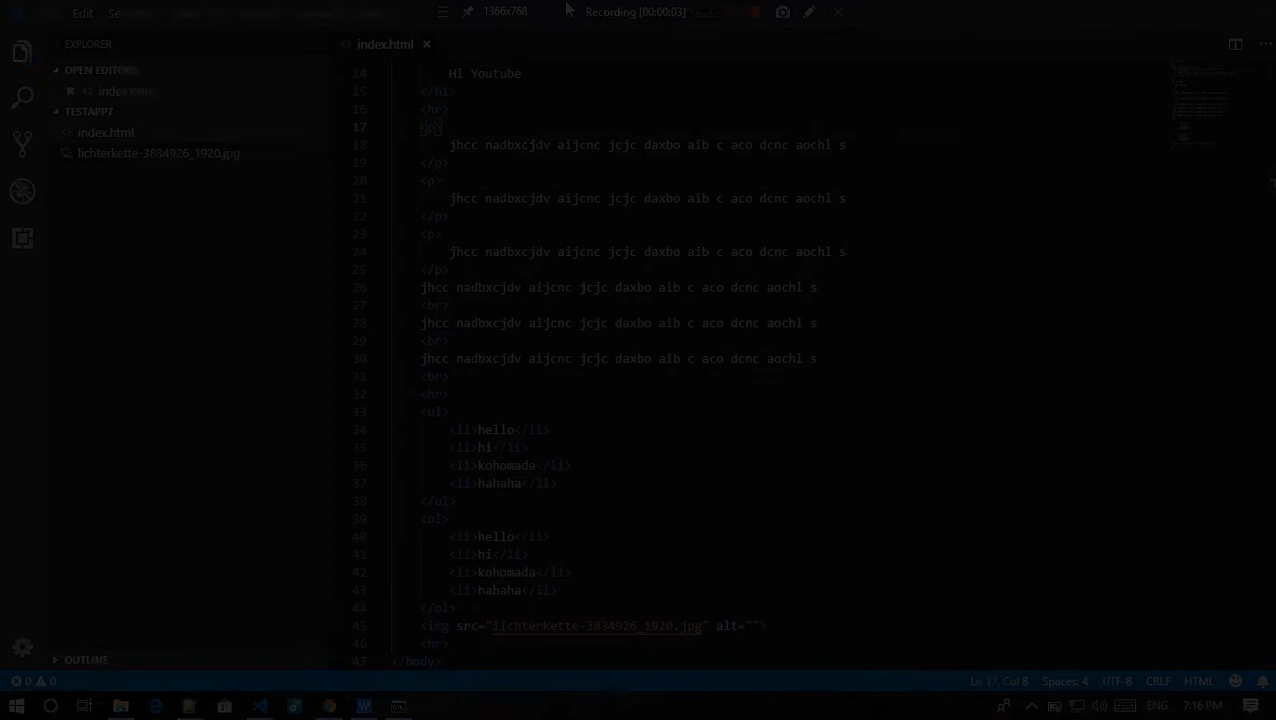 Edit
1366x768
Recording [00:00:03]
EXPLORER
index.html
OPEN EDITORS
index.html
TESTAPP7
index.html
lichterkette-3834926_1920.jpg
14 Hi Youtube
15 </hi>
16 <hr>
17 <p>
18 jhcc nadbxcjdv aijcnc jcjc daxbo aib c aco dcnc aochl s
19 </p>
20 <p>
21 jhcc nadbxcjdv aijcnc jcjc daxbo aib c aco dcnc aochl s
22 </p>
23 <p>
24 jhcc nadbxcjdv aijcnc jcjc daxbo aib c aco dcnc aochl s
25 </p>
26 jhcc nadbxcjdv aijcnc jcjc daxbo aib c aco dcnc aochl s
27 <br>
28 jhcc nadbxcjdv aijcnc jcjc daxbo aib c aco dcnc aochl s
29 <br>
30 jhcc nadbxcjdv aijcnc jcjc daxbo aib c aco dcnc aochl s
31 <br>
32 <hr>
33 <ul>
34 <li>hello</li>
35 <li>hi</li>
36 <li>kohomada</li>
37 <li>hahaha</li>
38 </ul>
39 <ol>
40 <li>hello</li>
41 <li>hi</li>
42 <li>kohomada</li>
43 <li>hahaha</li>
44 </ol>
45 <img src="lichterkette-3834926_1920.jpg" alt="">
46 <hr>
47 </body>
OUTLINE
0 0
Ln 17, Col 8 Spaces: 4 UTF-8 CRLF HTML
ENG 7:16 PM